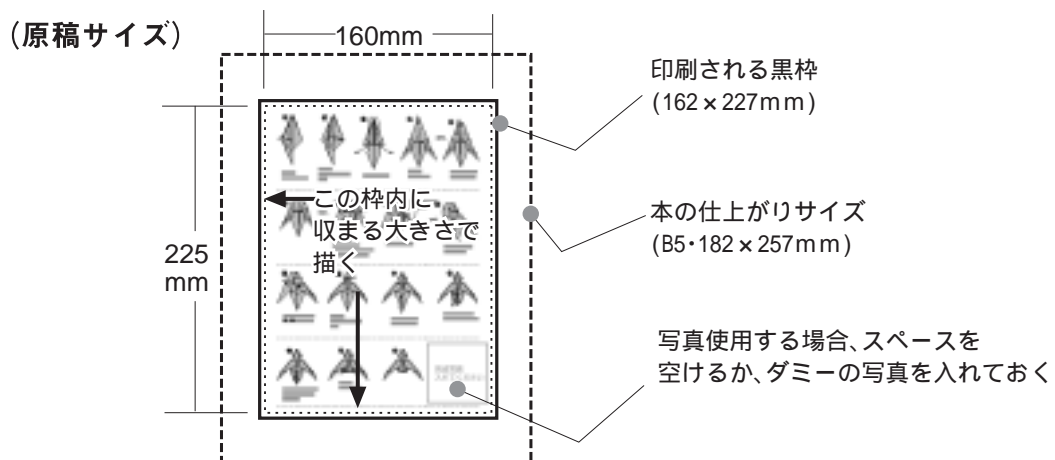 (原稿サイズ)
160mm
印刷される黒枠
(162×227mm)
この枠内に
収まる大きさで
描く
本の仕上がりサイズ
(B5・182×257mm)
225
mm
写真使用する場合、スペースを
空けるか、ダミーの写真を入れておく